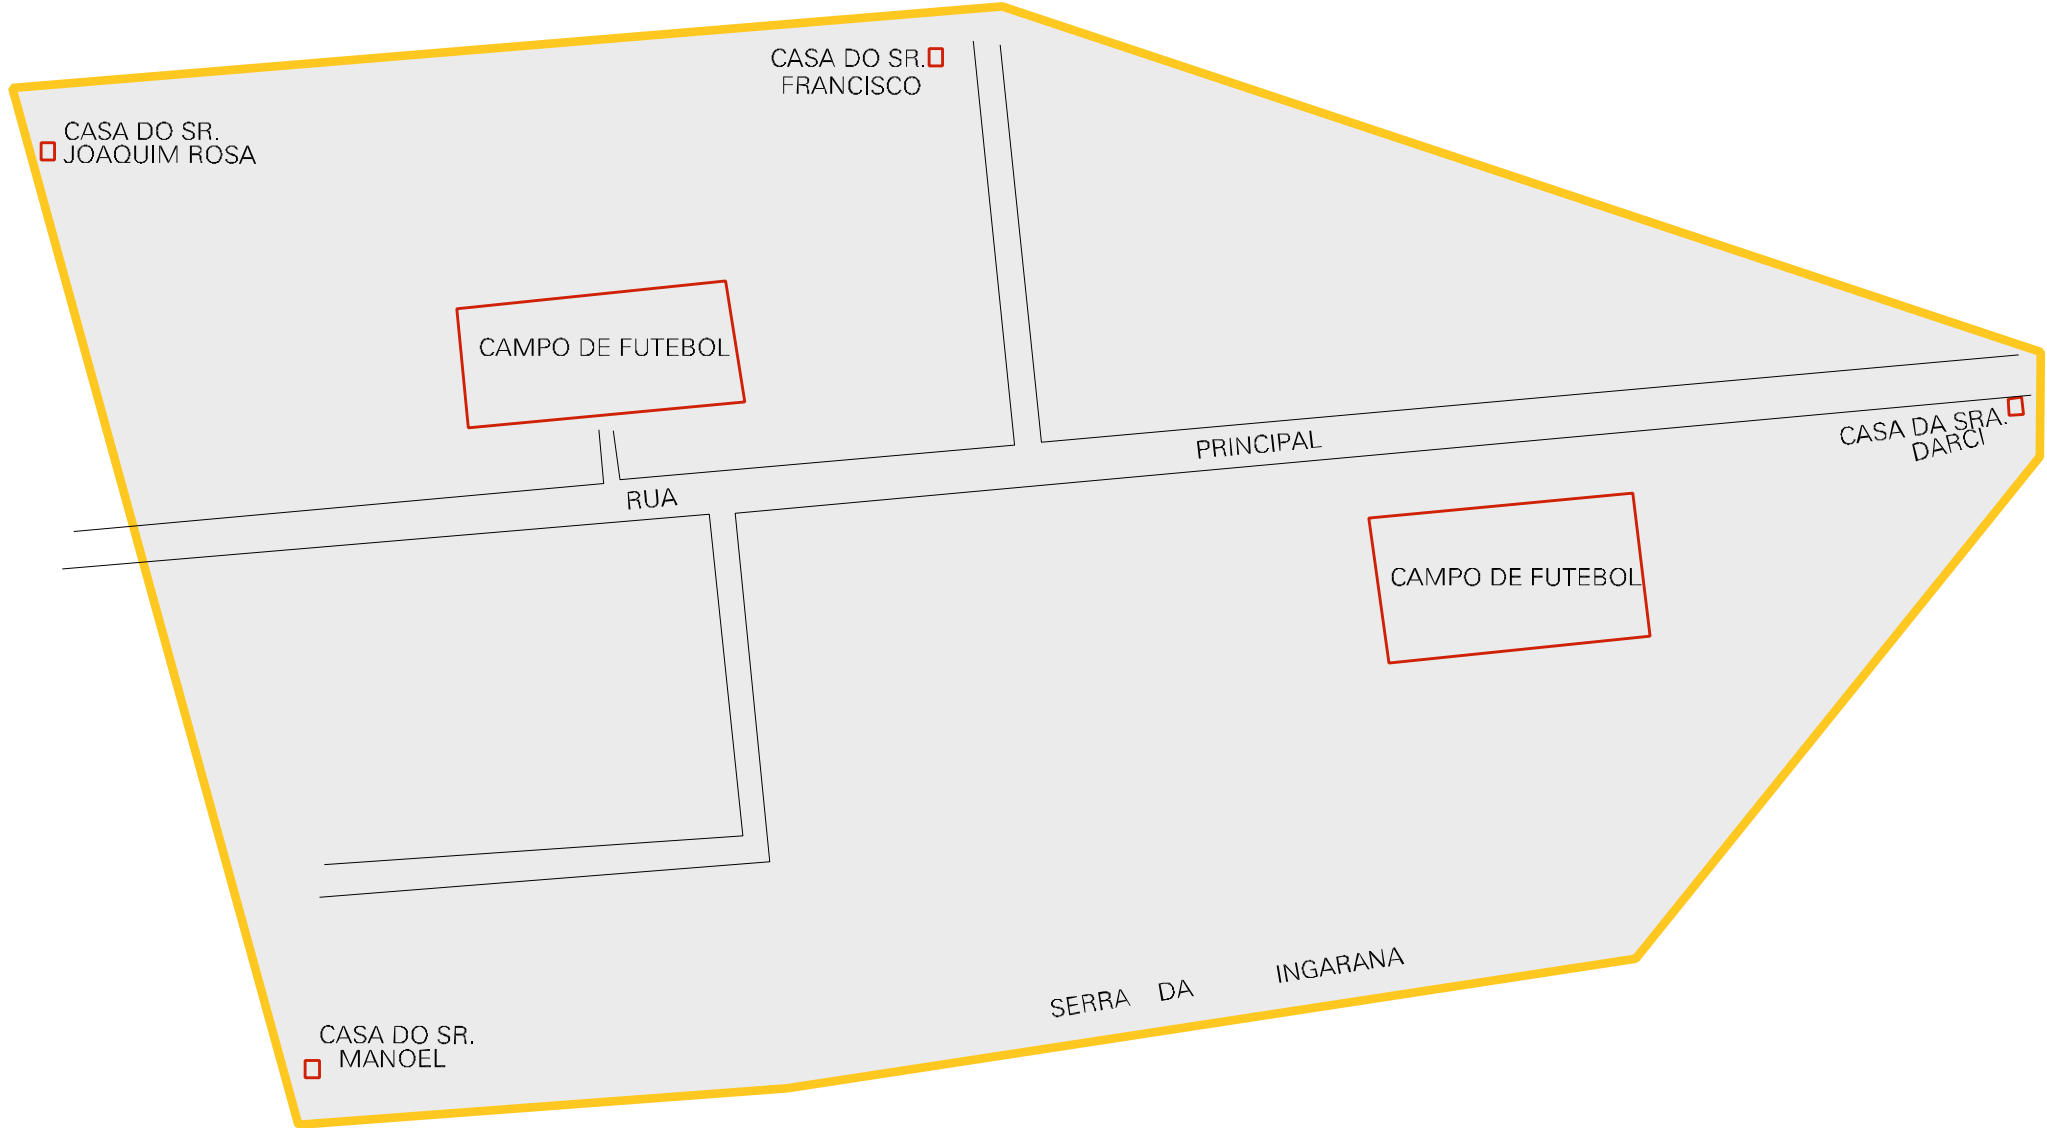 CASA DO SR.
FRANCISCO
CASA DO SR.
JOAQUIM ROSA
CAMPO DE FUTEBOL
PRINCIPAL
CASA DA SRA.
DARCI
RUA
CAMPO DE FUTEBOL
SERRA DA INGARANA
CASA DO SR.
MANOEL